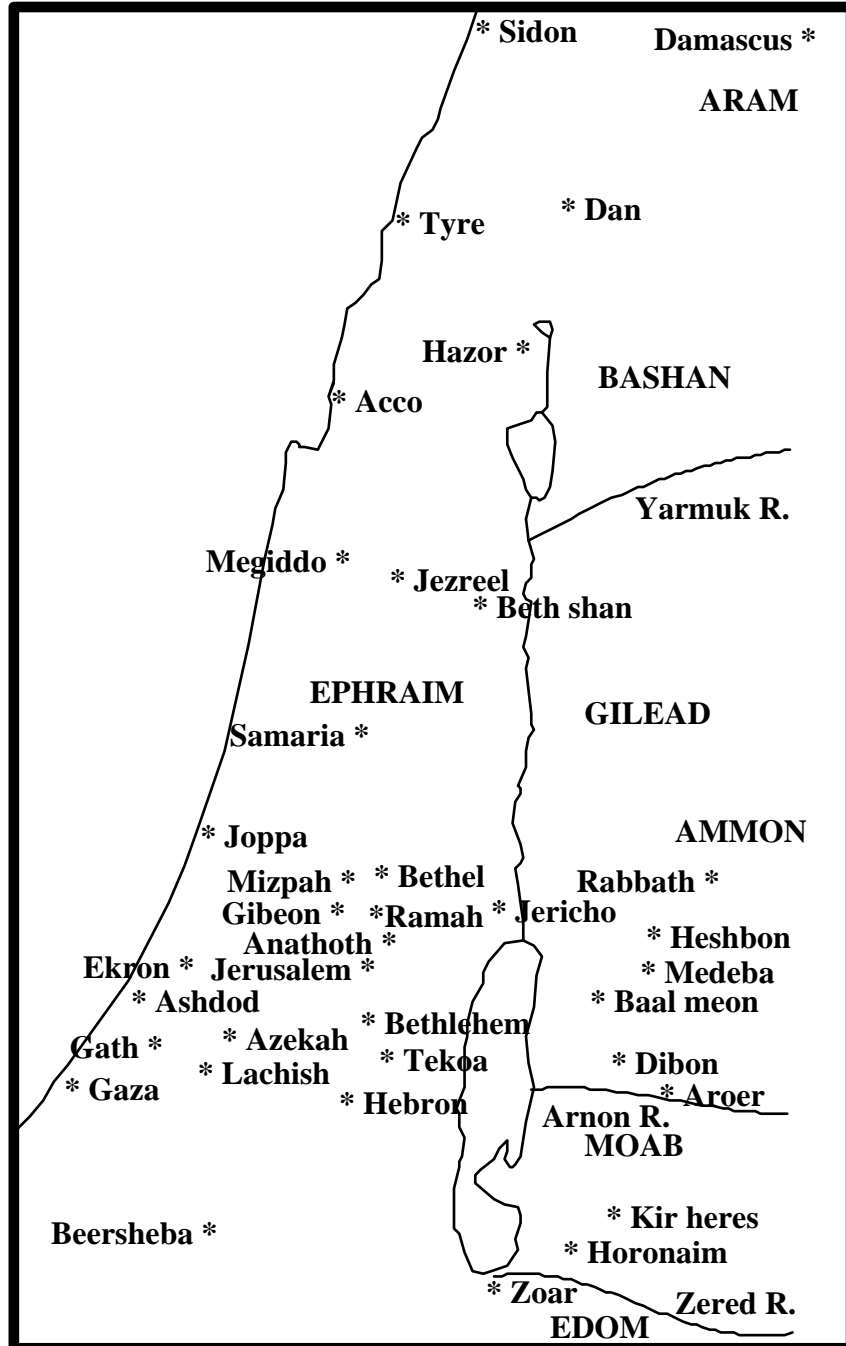 * Sidon
Damascus *
ARAM
* Dan
* Tyre
Hazor *
BASHAN
* Acco
Yarmuk R.
Megiddo *
* Jezreel
* Beth shan
EPHRAIM
GILEAD
Samaria *
* Joppa
AMMON
* Bethel
Mizpah *
Rabbath *
Gibeon *
* Ramah
* Jericho
Anathoth *
* Heshbon
Ekron *
Jerusalem *
* Medeba
* Ashdod
* Baal meon
* Bethlehem
* Azekah
Gath *
* Tekoa
* Dibon
* Lachish
* Gaza
* Hebron
* Aroer
Arnon R.
MOAB
* Kir heres
Beersheba *
* Horonaim
* Zoar
Zered R.
EDOM